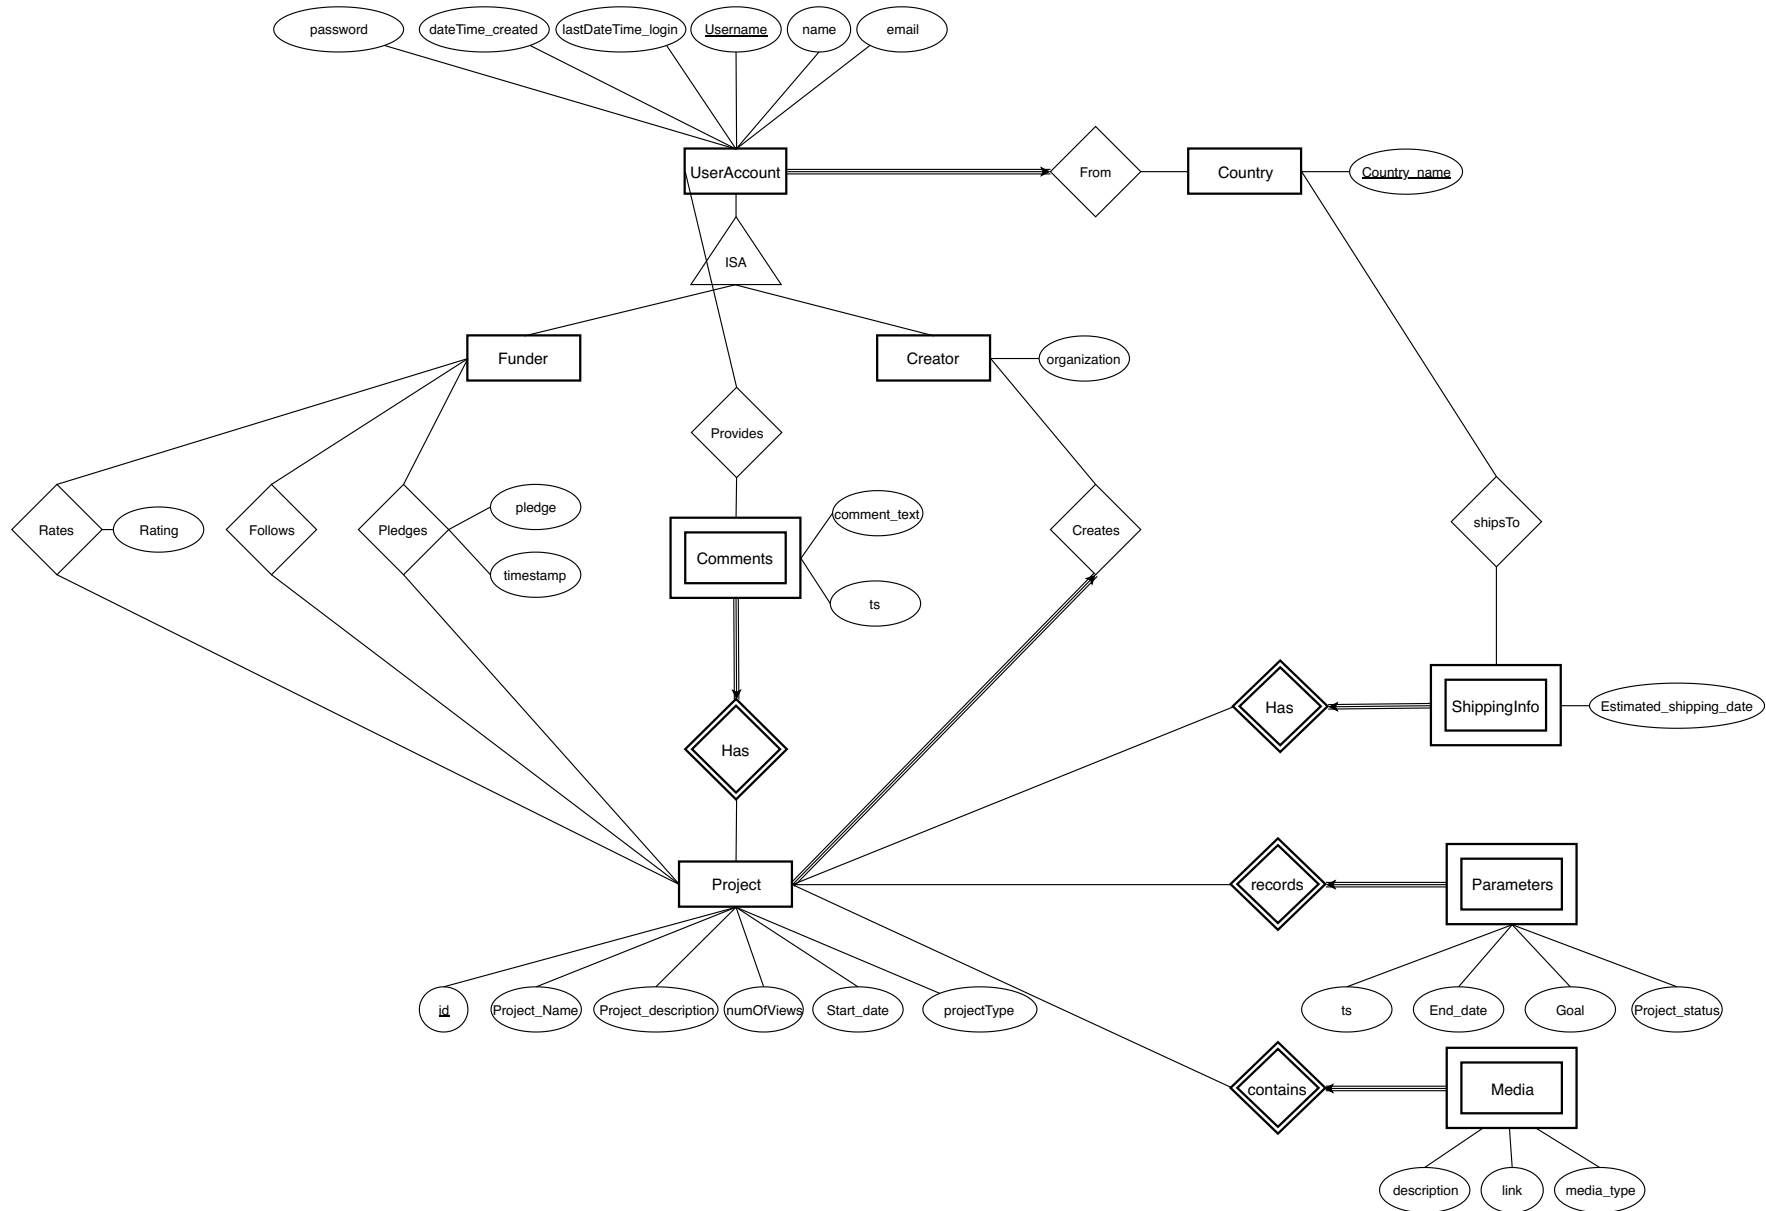 password
dateTime_created
lastDateTime_login
Username
name
email
UserAccount
From
Country
Country_name
ISA
Funder
Creator
organization
Provides
Rates
Rating
Follows
Pledges
pledge
timestamp
Comments
comment_text
ts
Creates
shipsTo
Has
Has
ShippingInfo
Estimated_shipping_date
Project
records
Parameters
id
Project_Name
Project_description
numOfViews
Start_date
projectType
ts
End_date
Goal
Project_status
contains
Media
description
link
media_type